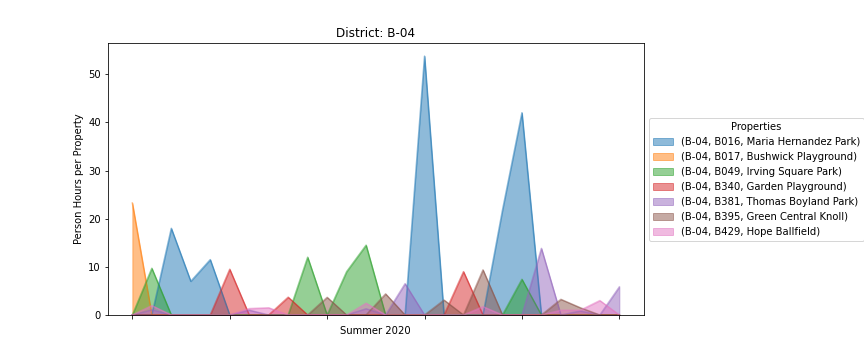 District: B-04
Person Hours per Property
50
40
30
20
10
0
Summer 2020
Properties
(B-04, B016, Maria Hernandez Park)
(B-04, B017, Bushwick Playground)
(B-04, B049, Irving Square Park)
(B-04, B340, Garden Playground)
(B-04, B381, Thomas Boyland Park)
(B-04, B395, Green Central Knoll)
(B-04, B429, Hope Ballfield)